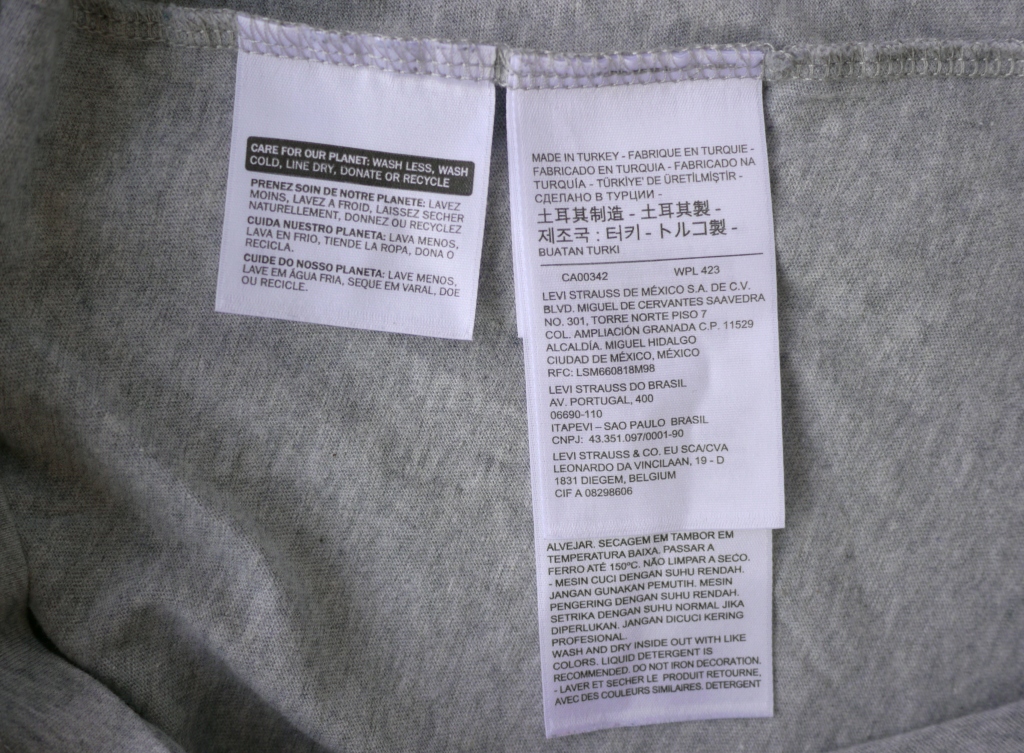 CARE FOR OUR PLANET: WASH LESS, WASH
COLD, LINE DRY, DONATE OR RECYCLE
PRENEZ SOIN DE NOTRE PLANETE: LAVEZ
MOINS, LAVEZ A FROID, LAISSEZ SECHER
NATURELLEMENT, DONNEZ OU RECYCLEZ
CUIDA NUESTRO PLANETA: LAVA MENOS,
LAVA EN FRIO, TIENDE LA ROPA, DONA O
RECICLA.
CUIDE DO NOSSO PLANETA: LAVE MENOS,
LAVE EM ÁGUA FRIA, SEQUE EM VARAL, DOE
OU RECICLE.
MADE IN TURKEY - FABRIQUE EN TURQUIE -
FABRICADO EN TURQUIA - FABRICADO NA
TURQUÍA - TÜRKİYE' DE ÜRETİLMİŞTİR -
СДЕЛАНО В ТУРЦИИ -
土耳其制造 - 土耳其製 -
제조국 : 터키 - トルコ製 -
BUATAN TURKI
CA00342 WPL 423
LEVI STRAUSS DE MÉXICO S.A. DE C.V.
BLVD. MIGUEL DE CERVANTES SAAVEDRA
NO. 301, TORRE NORTE PISO 7
COL. AMPLIACIÓN GRANADA C.P. 11529
ALCALDÍA. MIGUEL HIDALGO
CIUDAD DE MÉXICO, MÉXICO
RFC: LSM660818M98
LEVI STRAUSS DO BRASIL
AV. PORTUGAL, 400
06690-110
ITAPEVI – SAO PAULO BRASIL
CNPJ: 43.351.097/0001-90
LEVI STRAUSS & CO. EU SCA/CVA
LEONARDO DA VINCILAAN, 19 - D
1831 DIEGEM, BELGIUM
CIF A 08298606
ALVEJAR. SECAGEM EM TAMBOR EM
TEMPERATURA BAIXA. PASSAR A
FERRO ATÉ 150ºC. NÃO LIMPAR A SECO.
- MESIN CUCI DENGAN SUHU RENDAH.
JANGAN GUNAKAN PEMUTIH. MESIN
PENGERING DENGAN SUHU RENDAH.
SETRIKA DENGAN SUHU NORMAL JIKA
DIPERLUKAN. JANGAN DICUCI KERING
PROFESIONAL.
WASH AND DRY INSIDE OUT WITH LIKE
COLORS. LIQUID DETERGENT IS
RECOMMENDED. DO NOT IRON DECORATION.
- LAVER ET SECHER LE PRODUIT RETOURNE,
AVEC DES COULEURS SIMILAIRES. DETERGENT